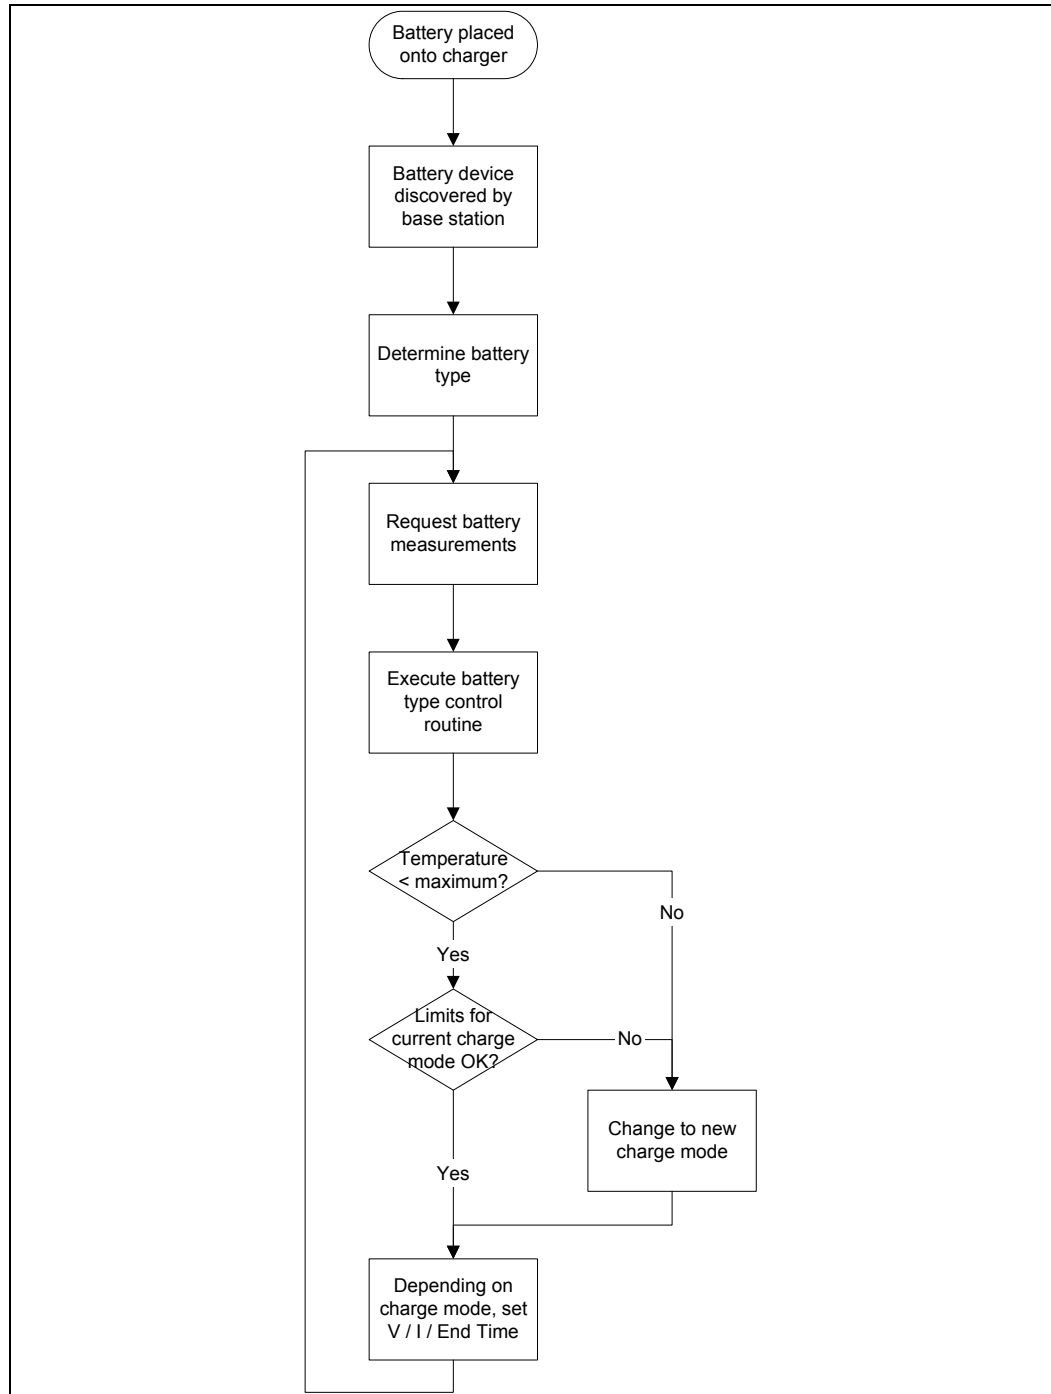 Battery placed
onto charger
Battery device
discovered by
base station
Determine battery
type
Request battery
measurements
Execute battery
type control
routine
Temperature
< maximum?
No
Yes
Limits for
current charge
mode OK?
No
Change to new
charge mode
Yes
Depending on
charge mode, set
V / I / End Time